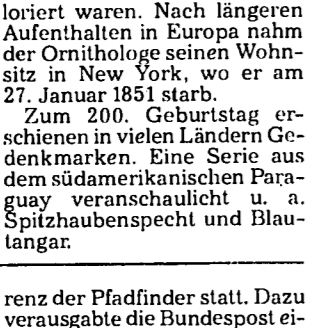 loriert waren. Nach längeren
Aufenthalten in Europa nahm
der Ornithologe seinen Wohn-
sitz in New York, wo er am
27. Januar 1851 starb.
Zum 200. Geburtstag er-
schienen in vielen Ländern Ge-
denkmarken. Eine Serie aus
dem südamerikanischen Para-
guay veranschaulicht u. a.
Spitzhaubenspecht und Blau-
tangar.
renz der Pfadfinder statt. Dazu
verausgabte die Bundespost ei-